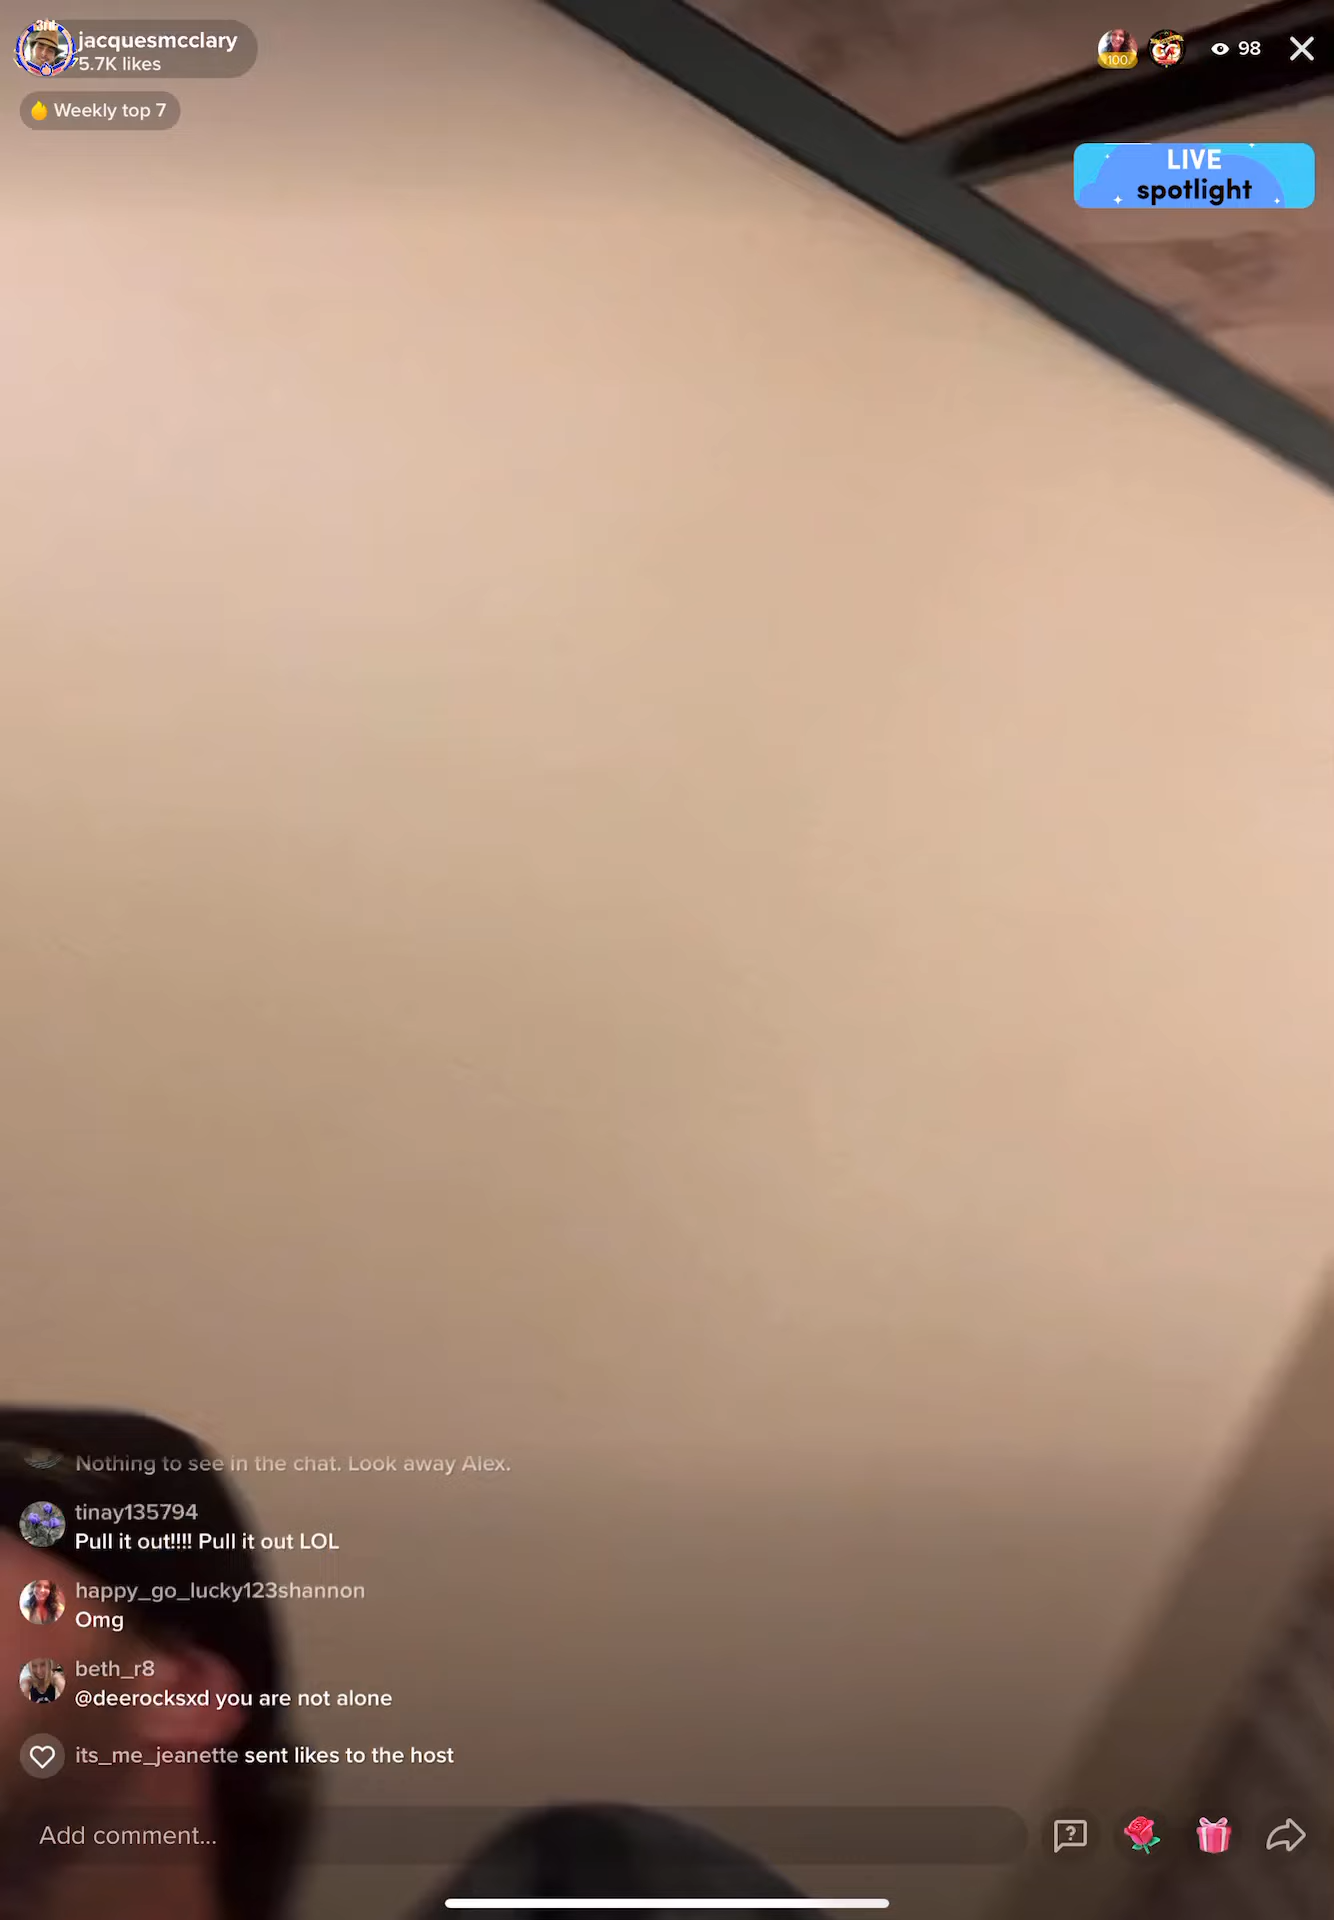 jacquesmcclary
5.7K likes
100
98
Weekly top 7
LIVE
spotlight
Nothing to see in the chat. Look away Alex.
tinay135794
Pull it out!!!! Pull it out LOL
happy_go_lucky123shannon
Omg
beth_r8
@deerocksxd you are not alone
its_me_jeanette sent likes to the host
Add comment...
?